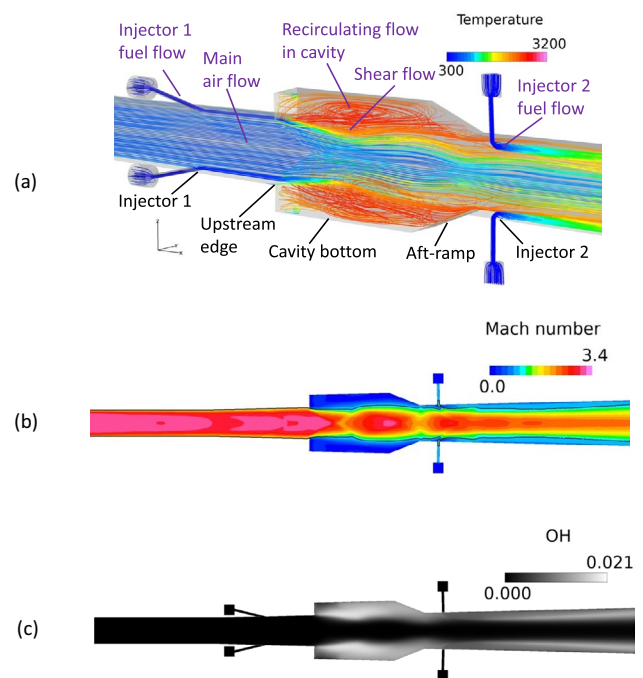 Injector 1
fuel flow
Main
air flow
Recirculating flow
in cavity
Shear flow
Temperature
300
3200
Injector 2
fuel flow
(a)
Injector 1
Upstream
edge
Cavity bottom
Aft-ramp
Injector 2
Mach number
0.0
3.4
(b)
OH
0.000
0.021
(c)